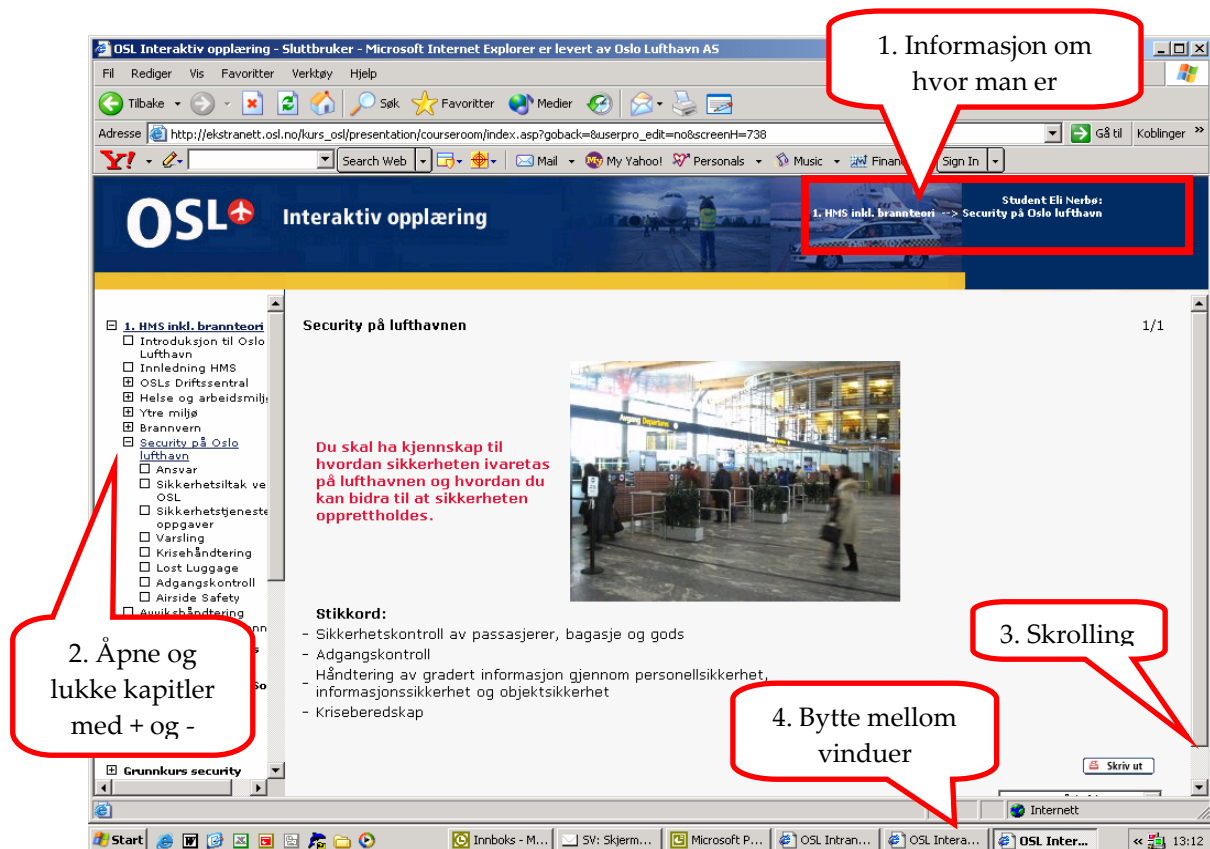 OSL Interaktiv opplæring - Sluttbruker - Microsoft Internet Explorer er levert av Oslo Lufthavn AS
1. Informasjon om
hvor man er
Fil Rediger Vis Favoritter Verktøy Hjelp
Tilbake Søk Favoritter Medier
Adresse http://ekstranett.osl.no/kurs_osl/presentation/courseroom/index.asp?goback=&userpro_edit=no&screenH=738 Gå til Koblinger »
Y! Search Web Mail My Yahoo! Personals Music Finan Sign In
OSL Interaktiv opplæring
Student Eli Nerbø:
1. HMS inkl. brannteori --> Security på Oslo lufthavn
1. HMS inkl. brannteori
Introduksjon til Oslo
Lufthavn
Innledning HMS
OSLs Driftssentral
Helse og arbeidsmilj
Ytre miljø
Brannvern
Security på Oslo
lufthavn
Ansvar
Sikkerhetsiltak ve
OSL
Sikkerhetstjeneste
oppgaver
Varsling
Krisehåndtering
Lost Luggage
Adgangskontroll
Airside Safety
Avvikshåndtering
nn
s
So
Grunnkurs security
2. Åpne og
lukke kapitler
med + og -
Security på lufthavnen 1/1
Avgang Departures
Du skal ha kjennskap til
hvordan sikkerheten ivaretas
på lufthavnen og hvordan du
kan bidra til at sikkerheten
opprettholdes.
Stikkord:
- Sikkerhetskontroll av passasjerer, bagasje og gods
- Adgangskontroll
- Håndtering av gradert informasjon gjennom personellsikkerhet,
informasjonssikkerhet og objektsikkerhet
- Kriseberedskap
3. Skrolling
4. Bytte mellom
vinduer
Skriv ut
Internett
Start Innboks - M... SV: Skjerm... Microsoft P... OSL Intran... OSL Intera... OSL Inter... « 13:12